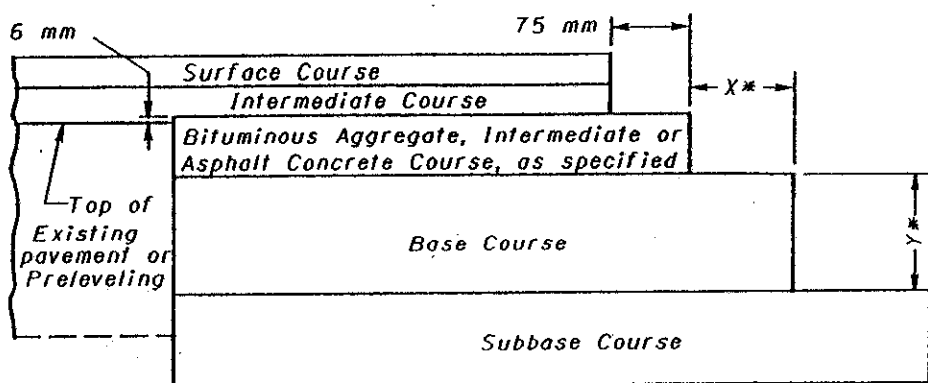 6 mm
75 mm
Surface Course
X*
Intermediate Course
Bituminous Aggregate, Intermediate or
Asphalt Concrete Course, as specified
Top of
Existing
pavement or
Preleveling
Base Course
Y*
Subbase Course